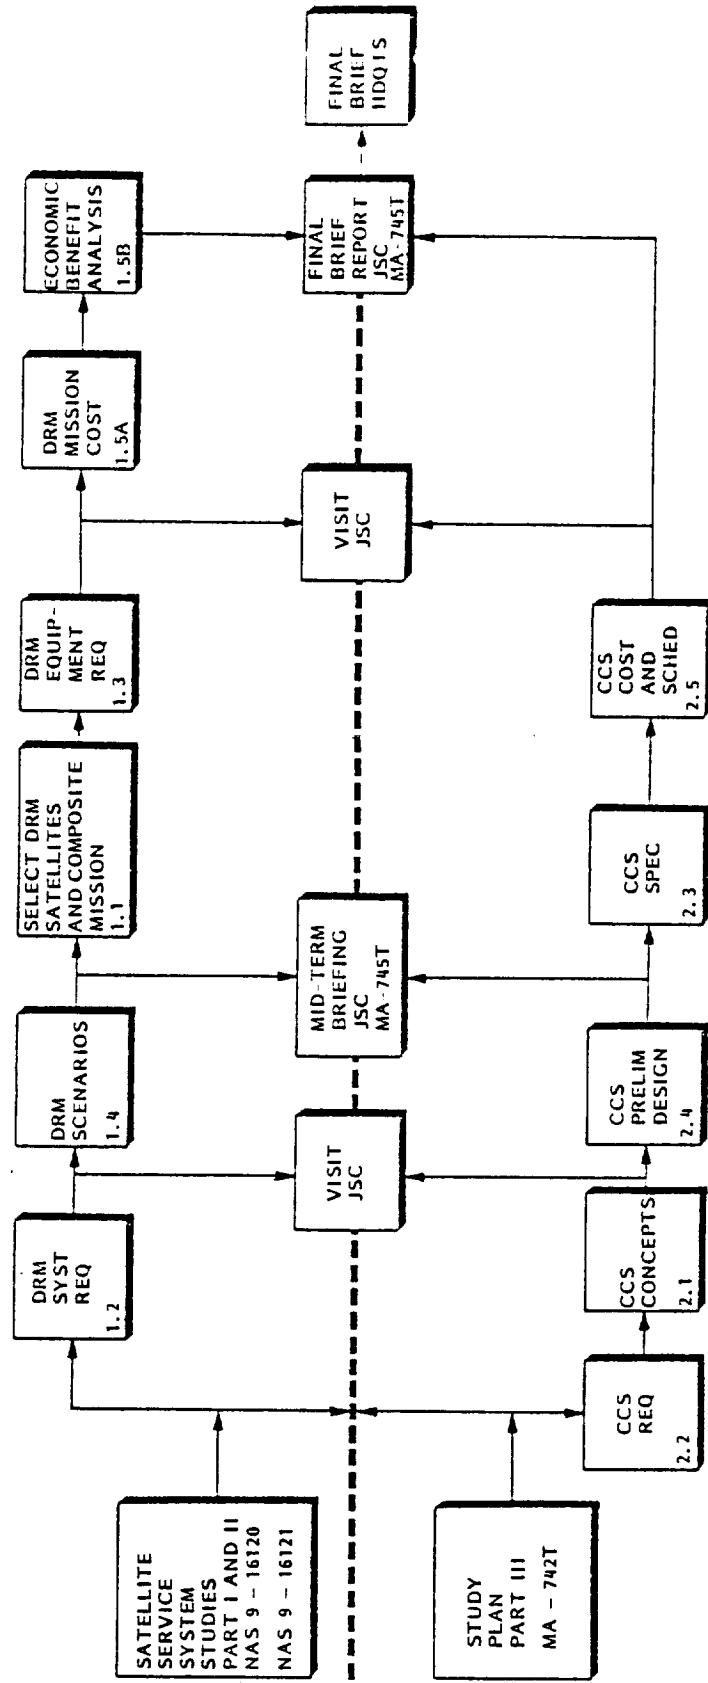 SATELLITE
SERVICE
SYSTEM
STUDIES
PART I AND II
NAS 9 - 16120
NAS 9 - 16121
STUDY
PLAN
PART III
MA - 742T
DRM
SYST
REQ
1.2
DRM
SCENARIOS
1.4
SELECT DRM
SATELLITES
AND COMPOSITE
MISSION
1.1
DRM
EQUIP-
MENT
REQ
1.3
DRM
MISSION
COST
1.5A
ECONOMIC
BENEFIT
ANALYSIS
1.5B
VISIT
JSC
MID-TERM
BRIEFING
JSC
MA-745T
VISIT
JSC
FINAL
BRIEF
REPORT
JSC
MA-745T
FINAL
BRIEF
HDQTS
CCS
REQ
2.2
CCS
CONCEPTS
2.1
CCS
PRELIM
DESIGN
2.4
CCS
SPEC
2.3
CCS
COST
AND
SCHED
2.5